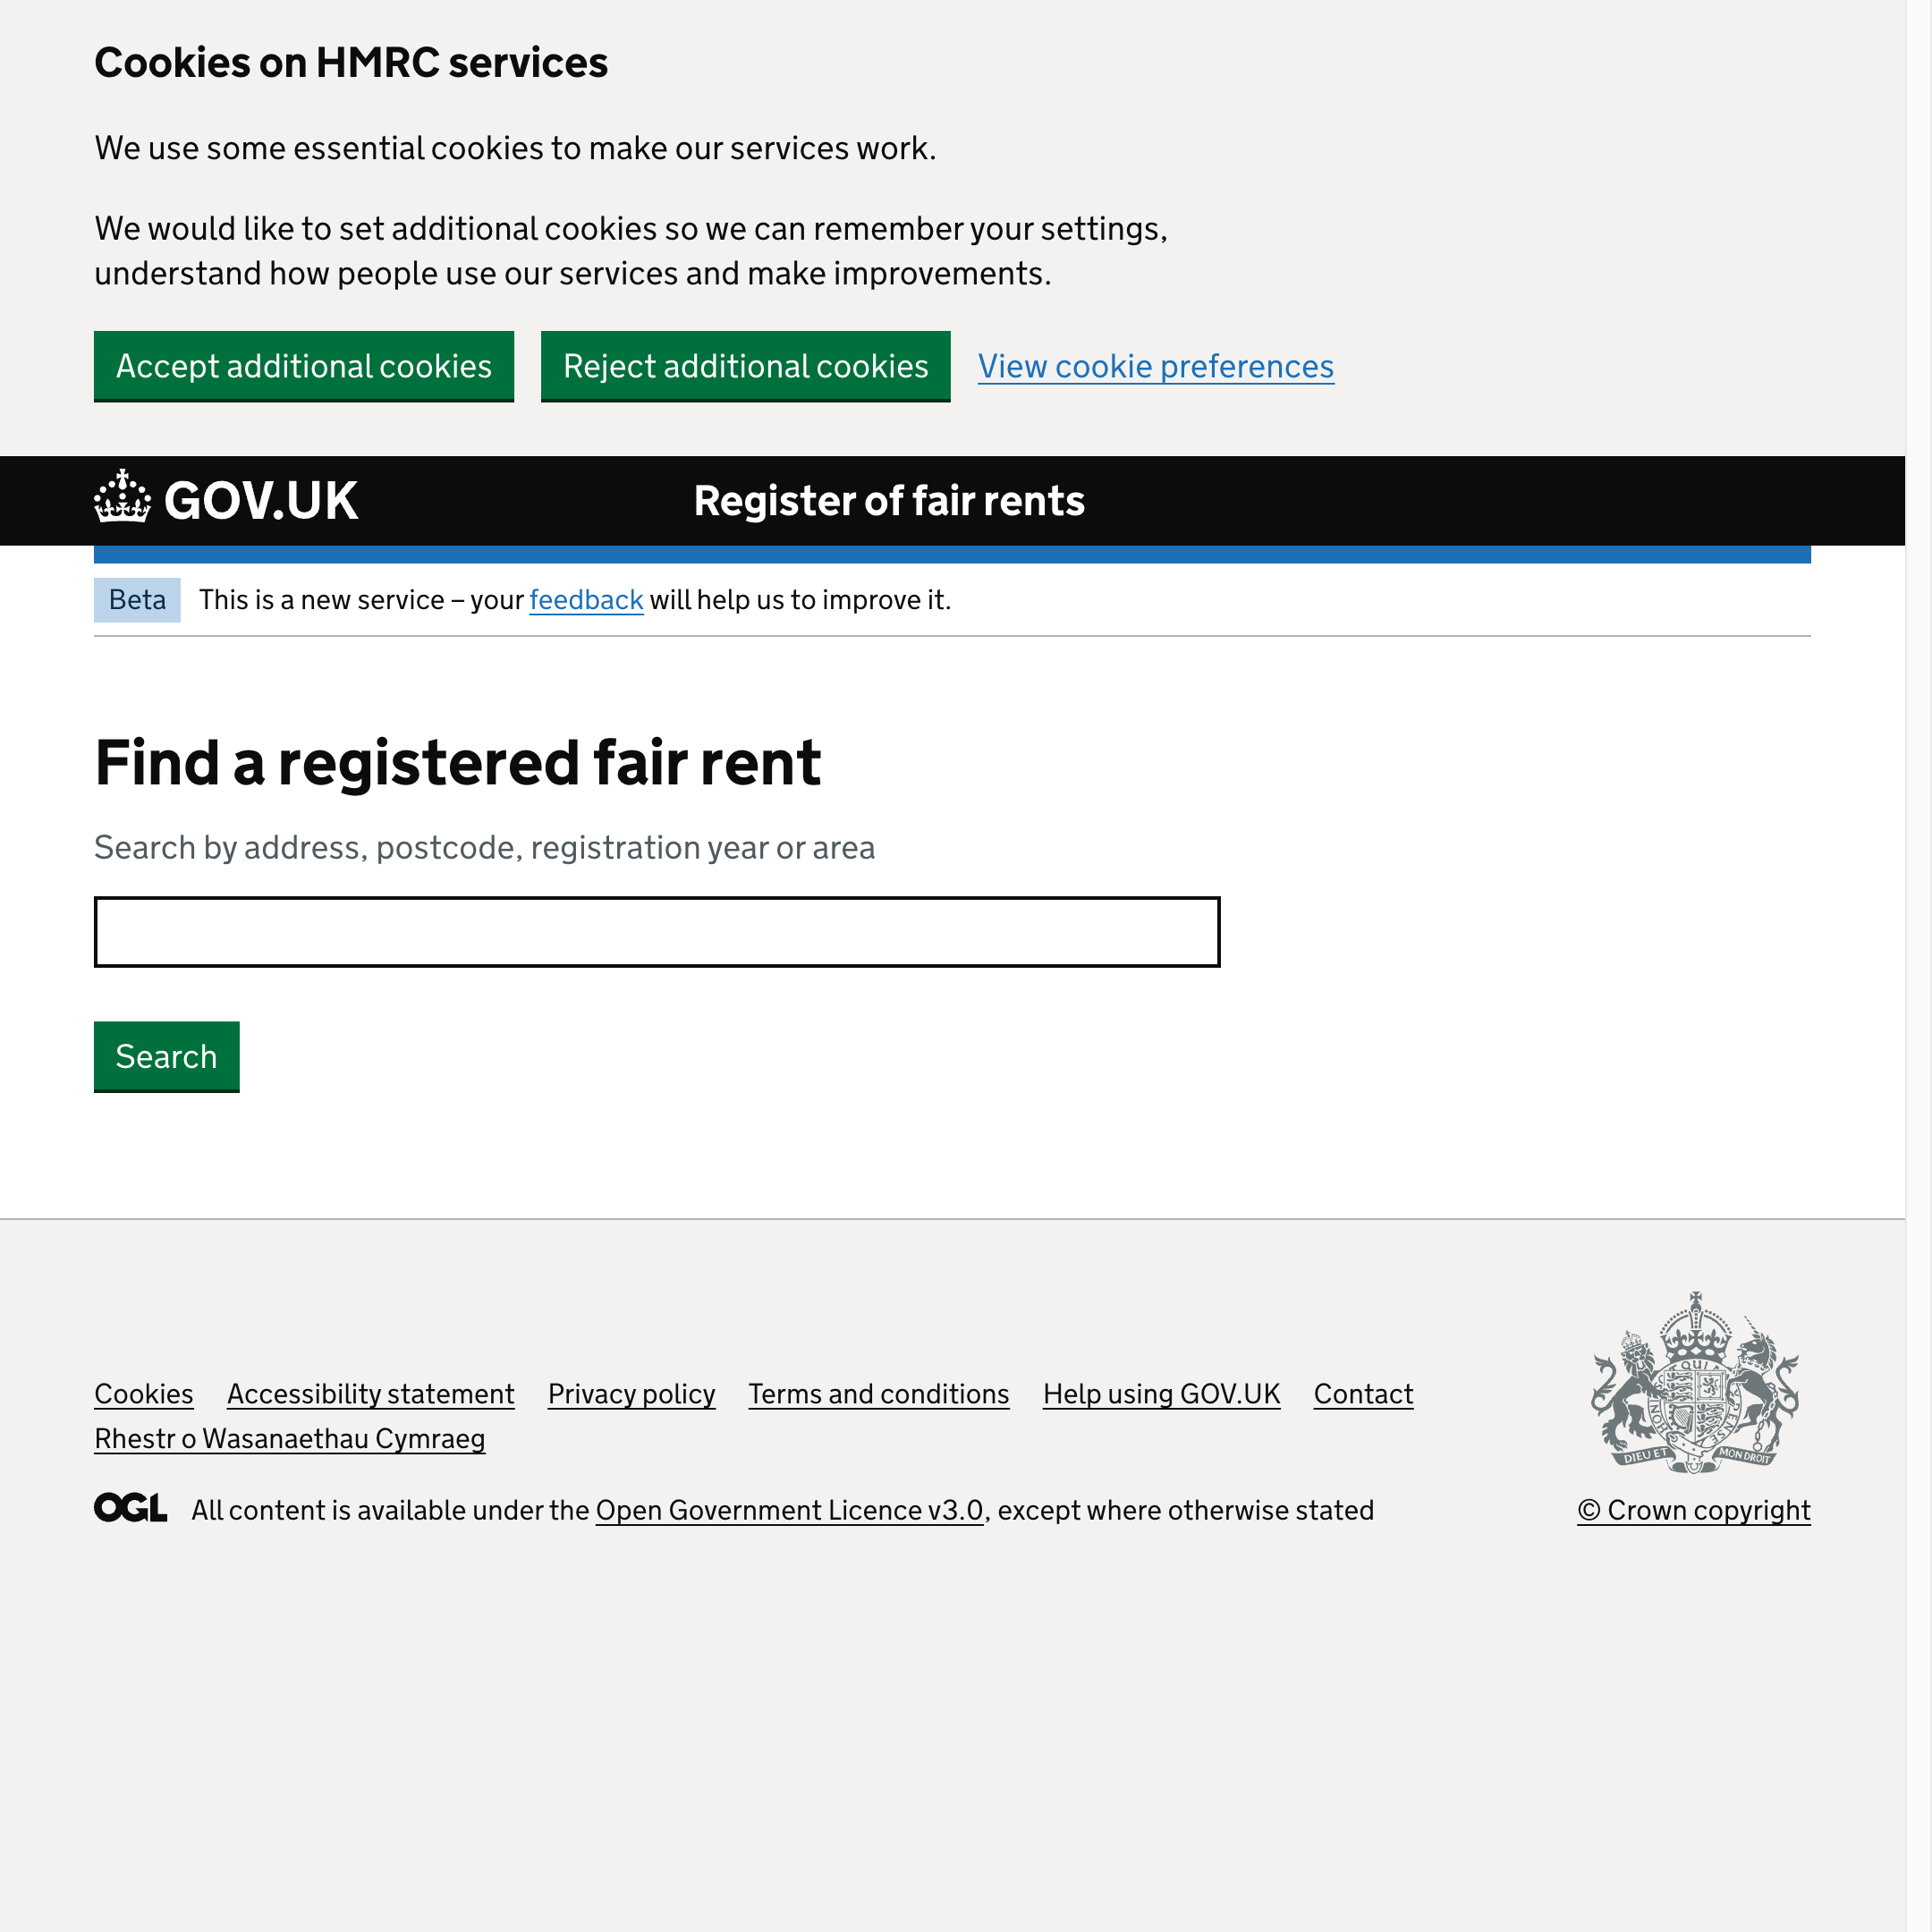 Cookies on HMRC services
We use some essential cookies to make our services work.
We would like to set additional cookies so we can remember your settings,
understand how people use our services and make improvements.
Accept additional cookies Reject additional cookies View cookie preferences
GOV.UK Register of fair rents
Beta This is a new service – your feedback will help us to improve it.
Find a registered fair rent
Search by address, postcode, registration year or area
Search
Cookies Accessibility statement Privacy policy Terms and conditions Help using GOV.UK Contact
Rhestr o Wasanaethau Cymraeg
DIEU ET MON DROIT
OGL All content is available under the Open Government Licence v3.0, except where otherwise stated
© Crown copyright